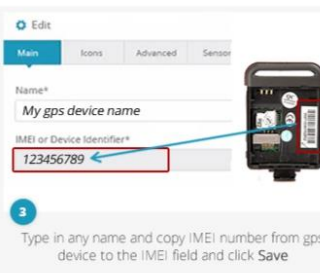 Edit
Main Icons Advanced Sensor
Name*
My gps device name
IMEI or Device Identifier*
123456789
3
Type in any name and copy IMEI number from gps
device to the IMEI field and click Save